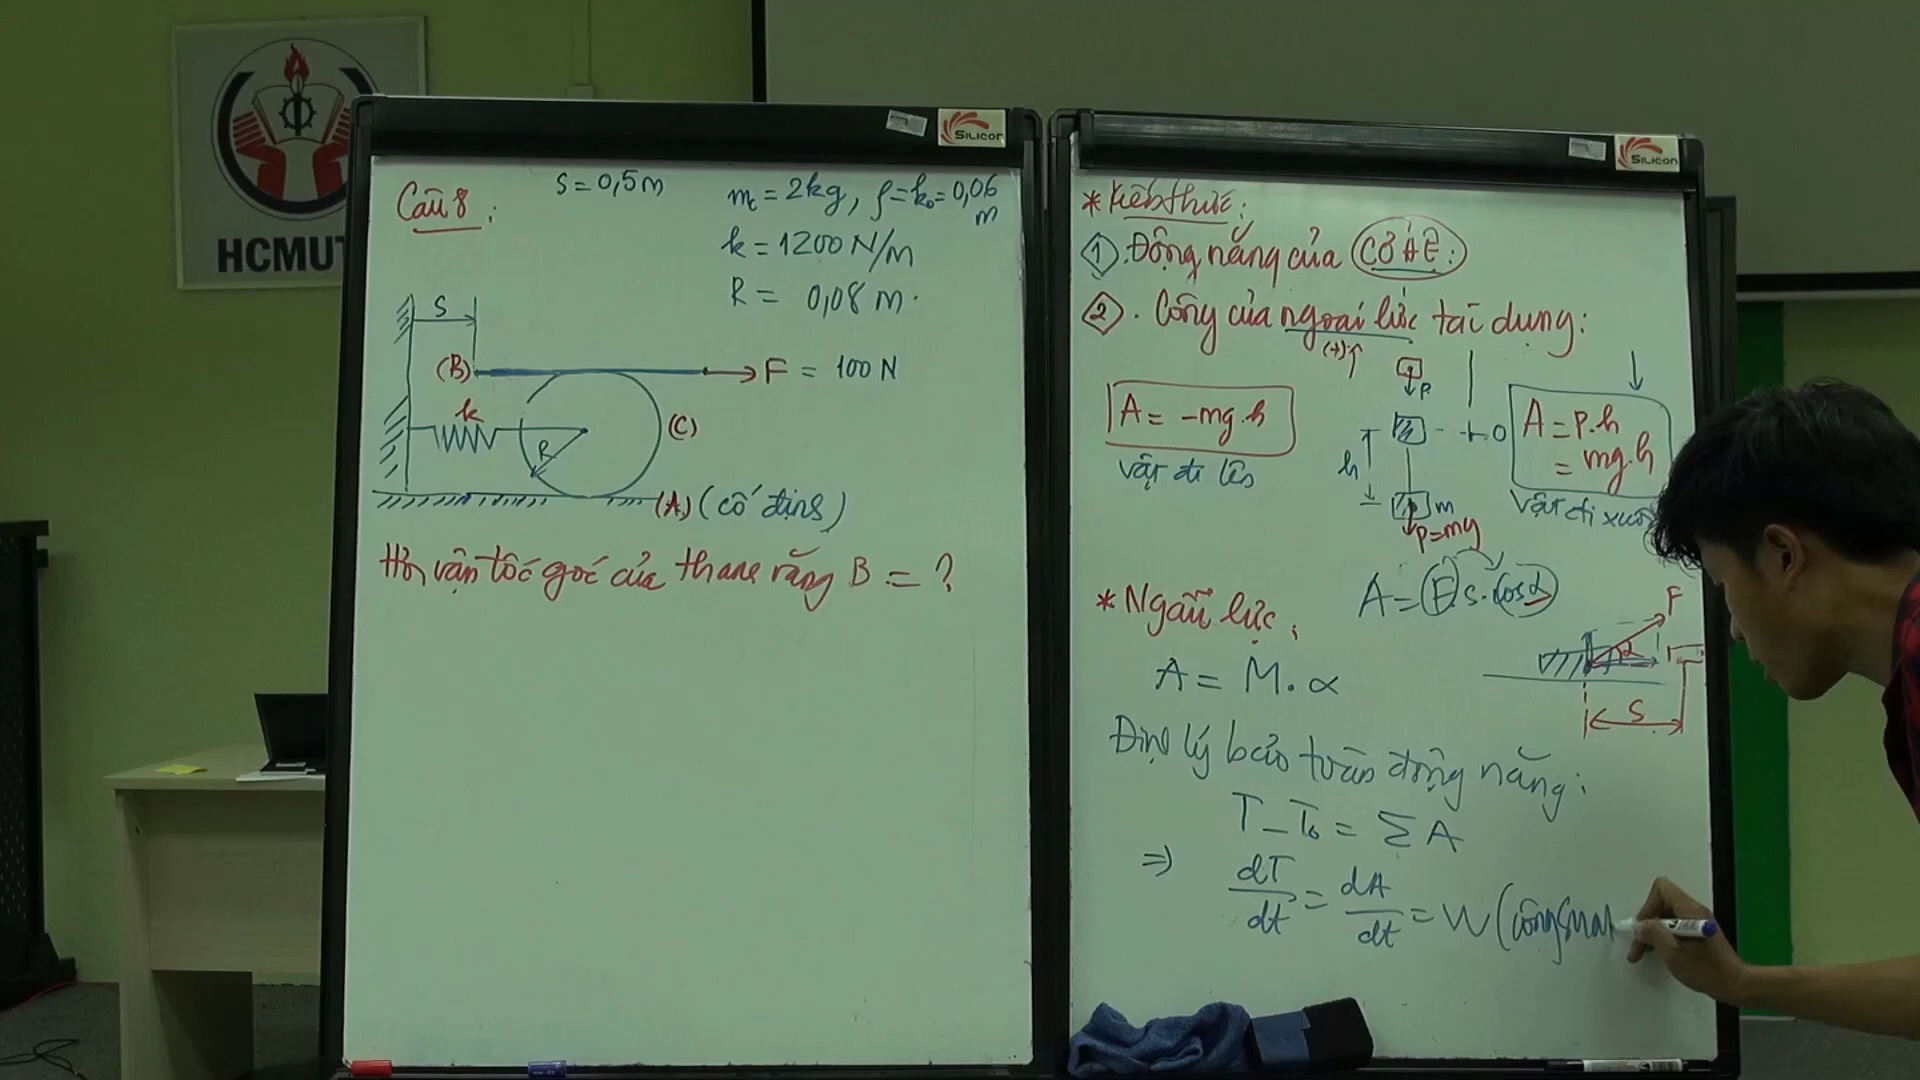 HCMUT
SILICON
Câu 8:
S = 0,5m
mc = 2kg, ρ = k₀ = 0,06
m
k = 1200 N/m
R = 0,08 m.
S
(B)
F = 100 N
k
(C)
R
(A) (cố định)
Hỏi vận tốc góc của thanh răng B = ?
SILICON
* Kiến thức:
1. Động năng của CƠ HỆ:
2. Công của ngoại lực tác dụng:
(+)
P
A = -mg.h
vật đi lên
O
h
m
P=mg
A = P.h
= mg.h
Vật đi xuống
* Ngẫu lực:
A = F.s.cosα
F
α
S
A = M.α
Định lý bảo toàn động năng:
T - T₀ = Σ A
=> dT/dt = dA/dt = W (công suất